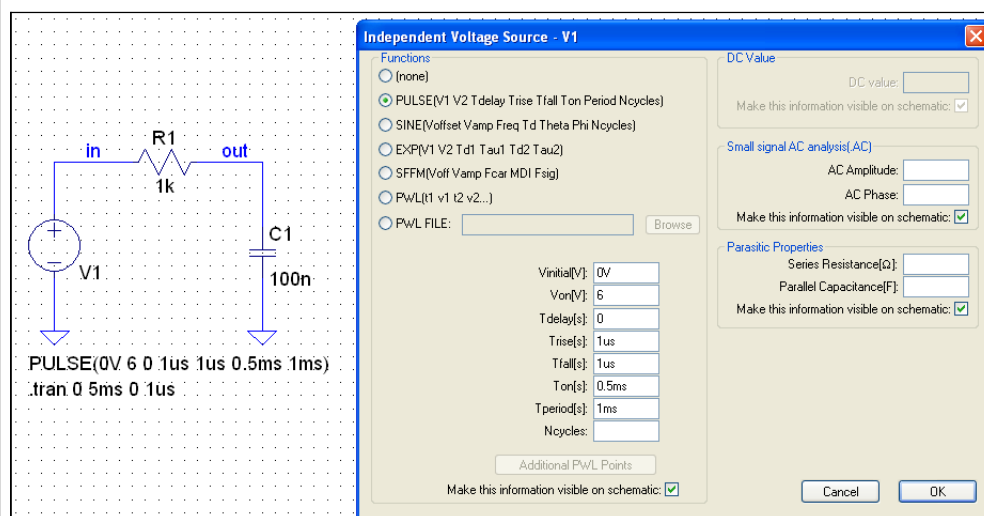 R1
in
out
1k
V1
C1
100n
PULSE(0V 6 0 1us 1us 0.5ms 1ms)
.tran 0 5ms 0 1us
Independent Voltage Source - V1
Functions
(none)
PULSE(V1 V2 Tdelay Trise Tfall Ton Period Ncycles)
SINE(Voffset Vamp Freq Td Theta Phi Ncycles)
EXP(V1 V2 Td1 Tau1 Td2 Tau2)
SFFM(Voff Vamp Fcar MDI Fsig)
PWL(t1 v1 t2 v2...)
PWL FILE:
Browse
Vinitial[V]: 0V
Von[V]: 6
Tdelay[s]: 0
Trise[s]: 1us
Tfall[s]: 1us
Ton[s]: 0.5ms
Tperiod[s]: 1ms
Ncycles:
Additional PWL Points
Make this information visible on schematic:
DC Value
DC value:
Make this information visible on schematic:
Small signal AC analysis(.AC)
AC Amplitude:
AC Phase:
Make this information visible on schematic:
Parasitic Properties
Series Resistance[Ω]:
Parallel Capacitance[F]:
Make this information visible on schematic:
Cancel
OK